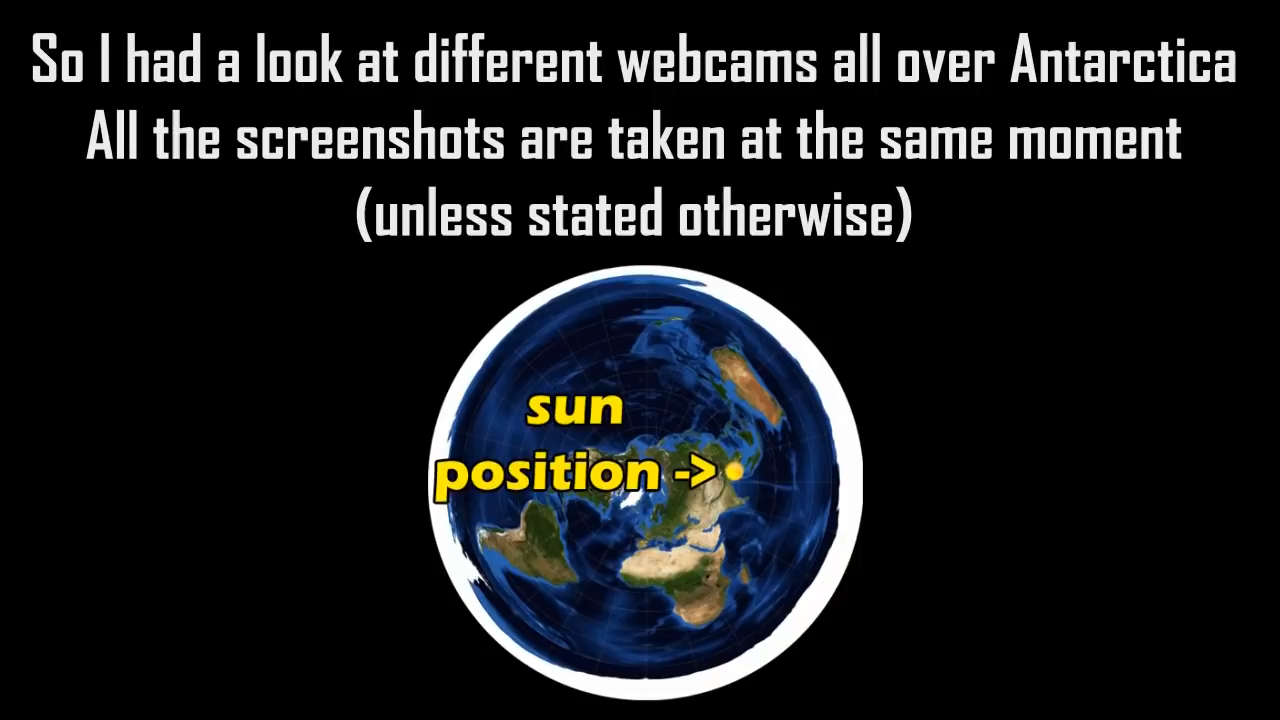 So I had a look at different webcams all over Antarctica
All the screenshots are taken at the same moment
(unless stated otherwise)
sun
position ->